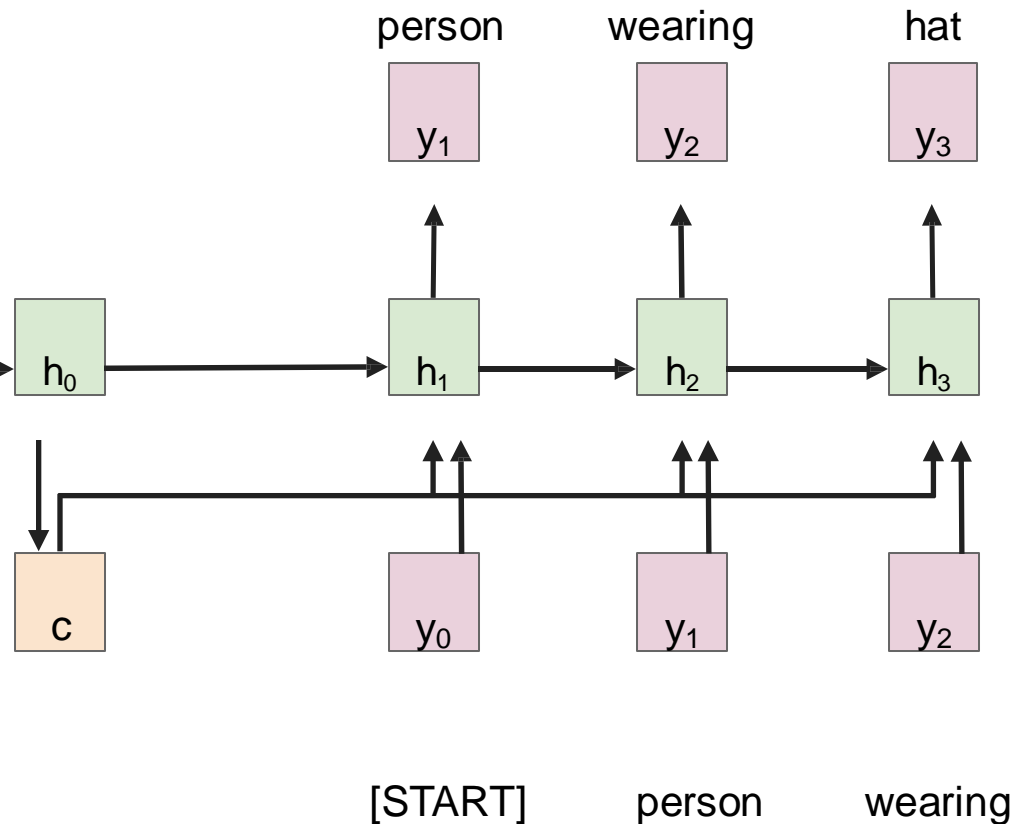 person wearing hat
y₁ y₂ y₃
h₀ h₁ h₂ h₃
c y₀ y₁ y₂
[START] person wearing